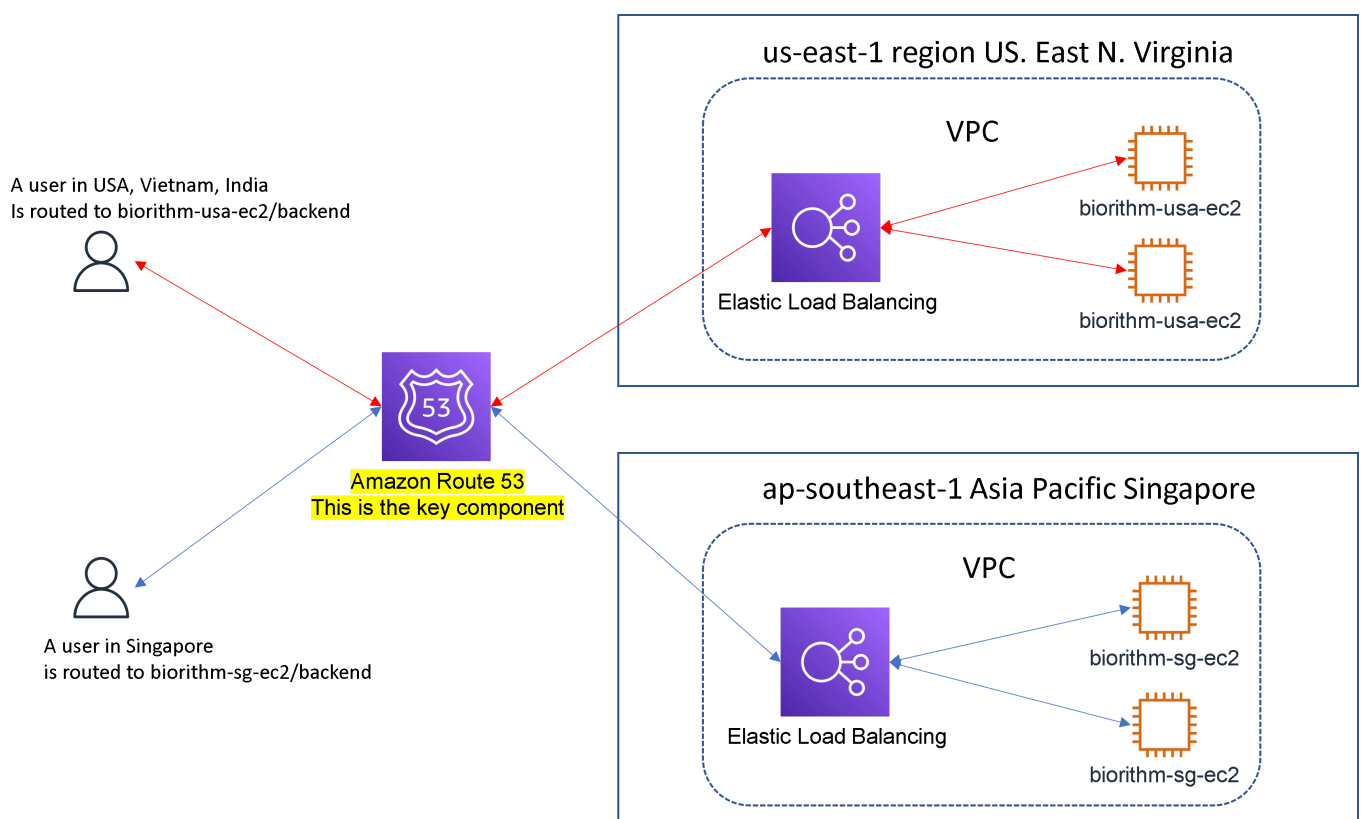 us-east-1 region US. East N. Virginia
VPC
A user in USA, Vietnam, India
Is routed to biorithm-usa-ec2/backend
biorithm-usa-ec2
Elastic Load Balancing
biorithm-usa-ec2
53
Amazon Route 53
This is the key component
ap-southeast-1 Asia Pacific Singapore
VPC
A user in Singapore
is routed to biorithm-sg-ec2/backend
biorithm-sg-ec2
Elastic Load Balancing
biorithm-sg-ec2